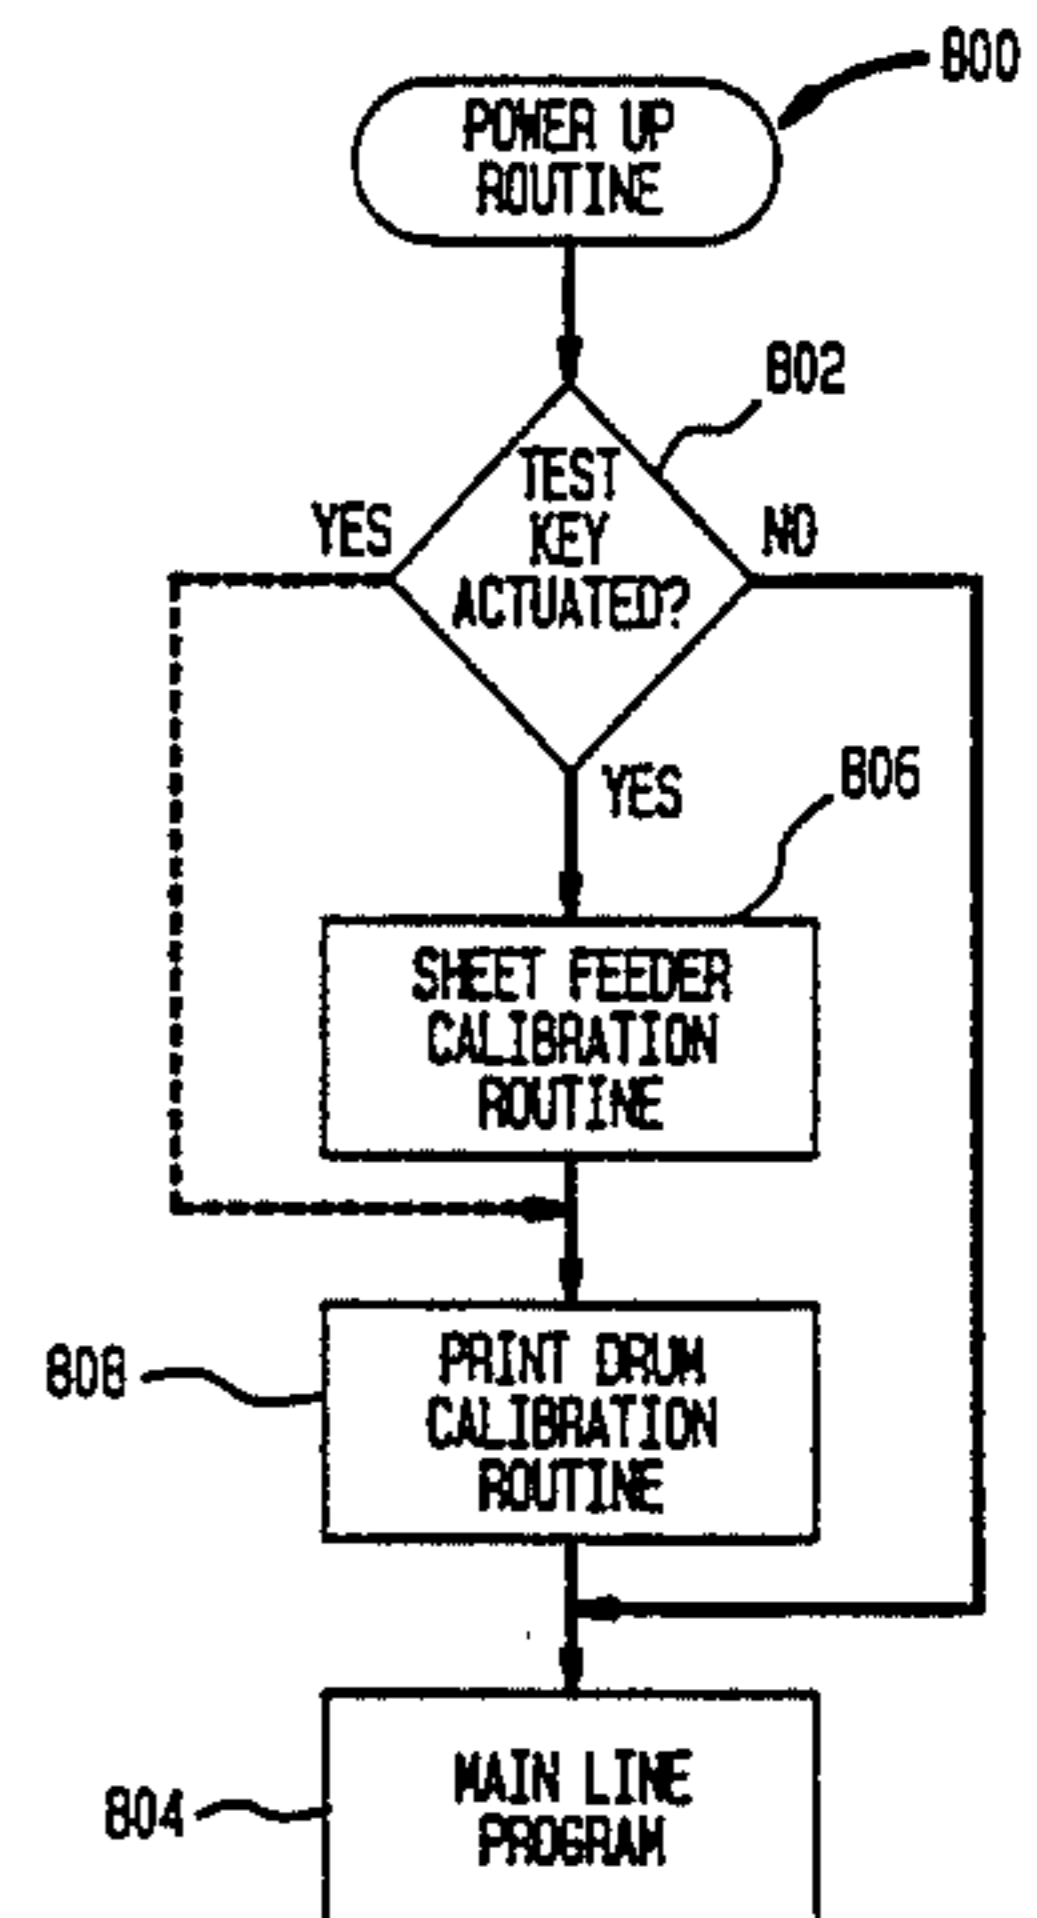 800
POWER UP
ROUTINE
802
TEST
KEY
ACTUATED?
YES
NO
YES
806
SHEET FEEDER
CALIBRATION
ROUTINE
808
PRINT DRUM
CALIBRATION
ROUTINE
804
MAIN LINE
PROGRAM